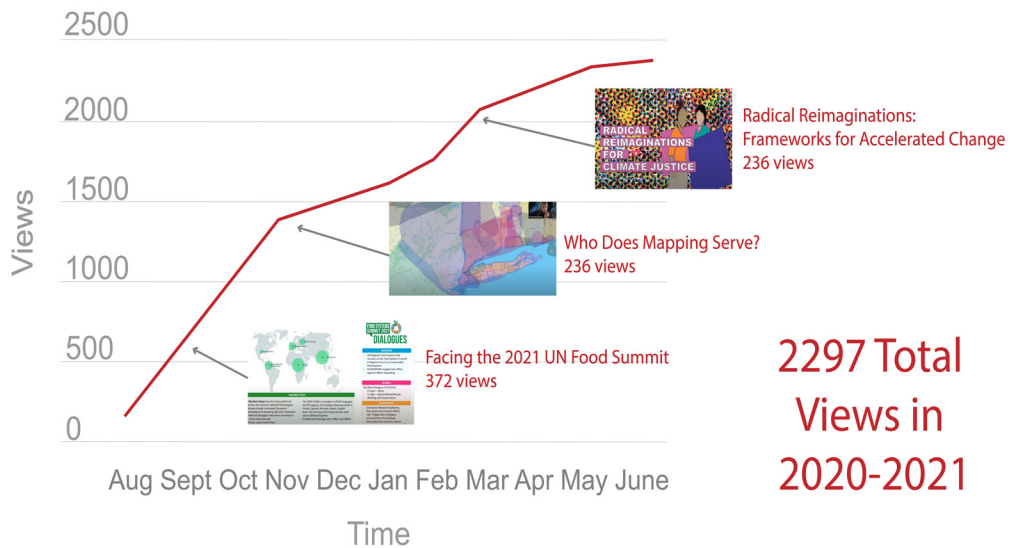 2500
2000
1500
1000
500
0
Views
Aug Sept Oct Nov Dec Jan Feb Mar Apr May June
Time
RADICAL
REIMAGINATIONS
FOR
CLIMATE JUSTICE
Radical Reimaginations:
Frameworks for Accelerated Change
236 views
Who Does Mapping Serve?
236 views
FOOD SYSTEMS
SUMMIT 2021
DIALOGUES
Facing the 2021 UN Food Summit
372 views
2297 Total
Views in
2020-2021